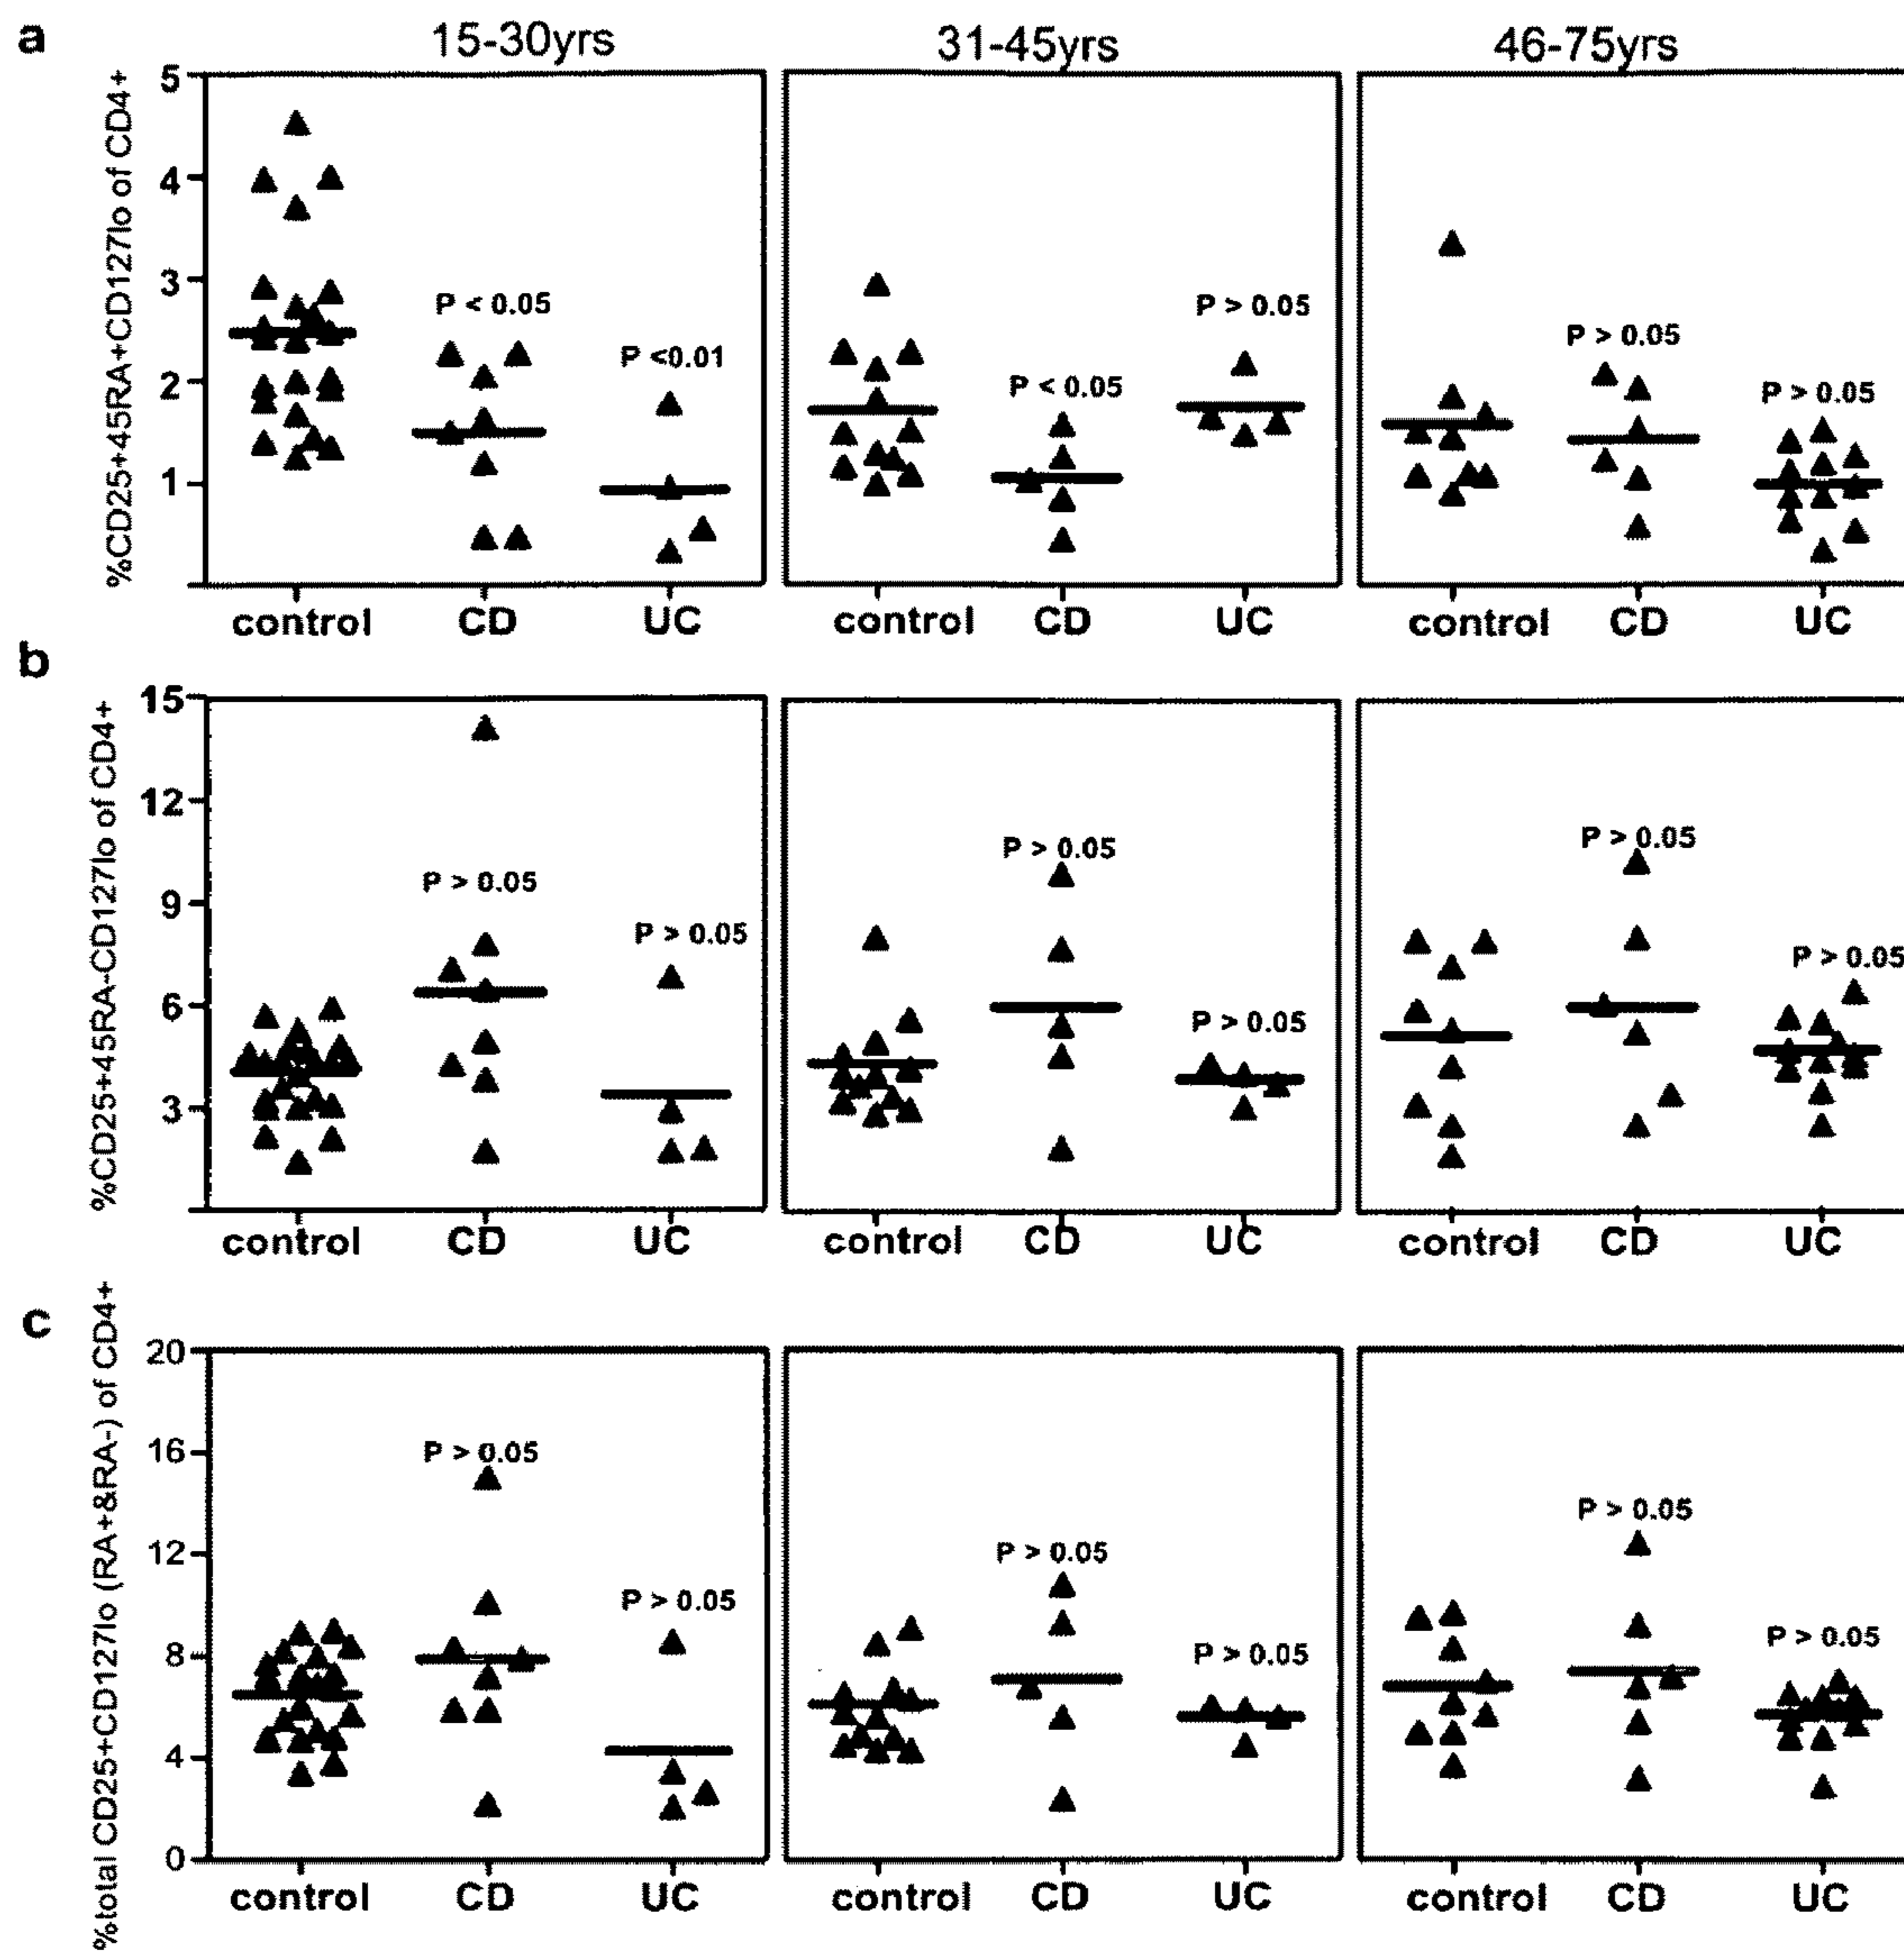 a
15-30yrs 31-45yrs 46-75yrs
%CD25+45RA+CD127lo of CD4+
5
4
3
2
1
P < 0.05
P <0.01
P < 0.05
P > 0.05
P > 0.05
P > 0.05
control CD UC control CD UC control CD UC
b
%CD25+45RA-CD127lo of CD4+
15
12
9
6
3
P > 0.05
P > 0.05
P > 0.05
P > 0.05
P > 0.05
P > 0.05
control CD UC control CD UC control CD UC
c
%total CD25+CD127lo (RA+&RA-) of CD4+
20
16
12
8
4
0
P > 0.05
P > 0.05
P > 0.05
P > 0.05
P > 0.05
P > 0.05
control CD UC control CD UC control CD UC